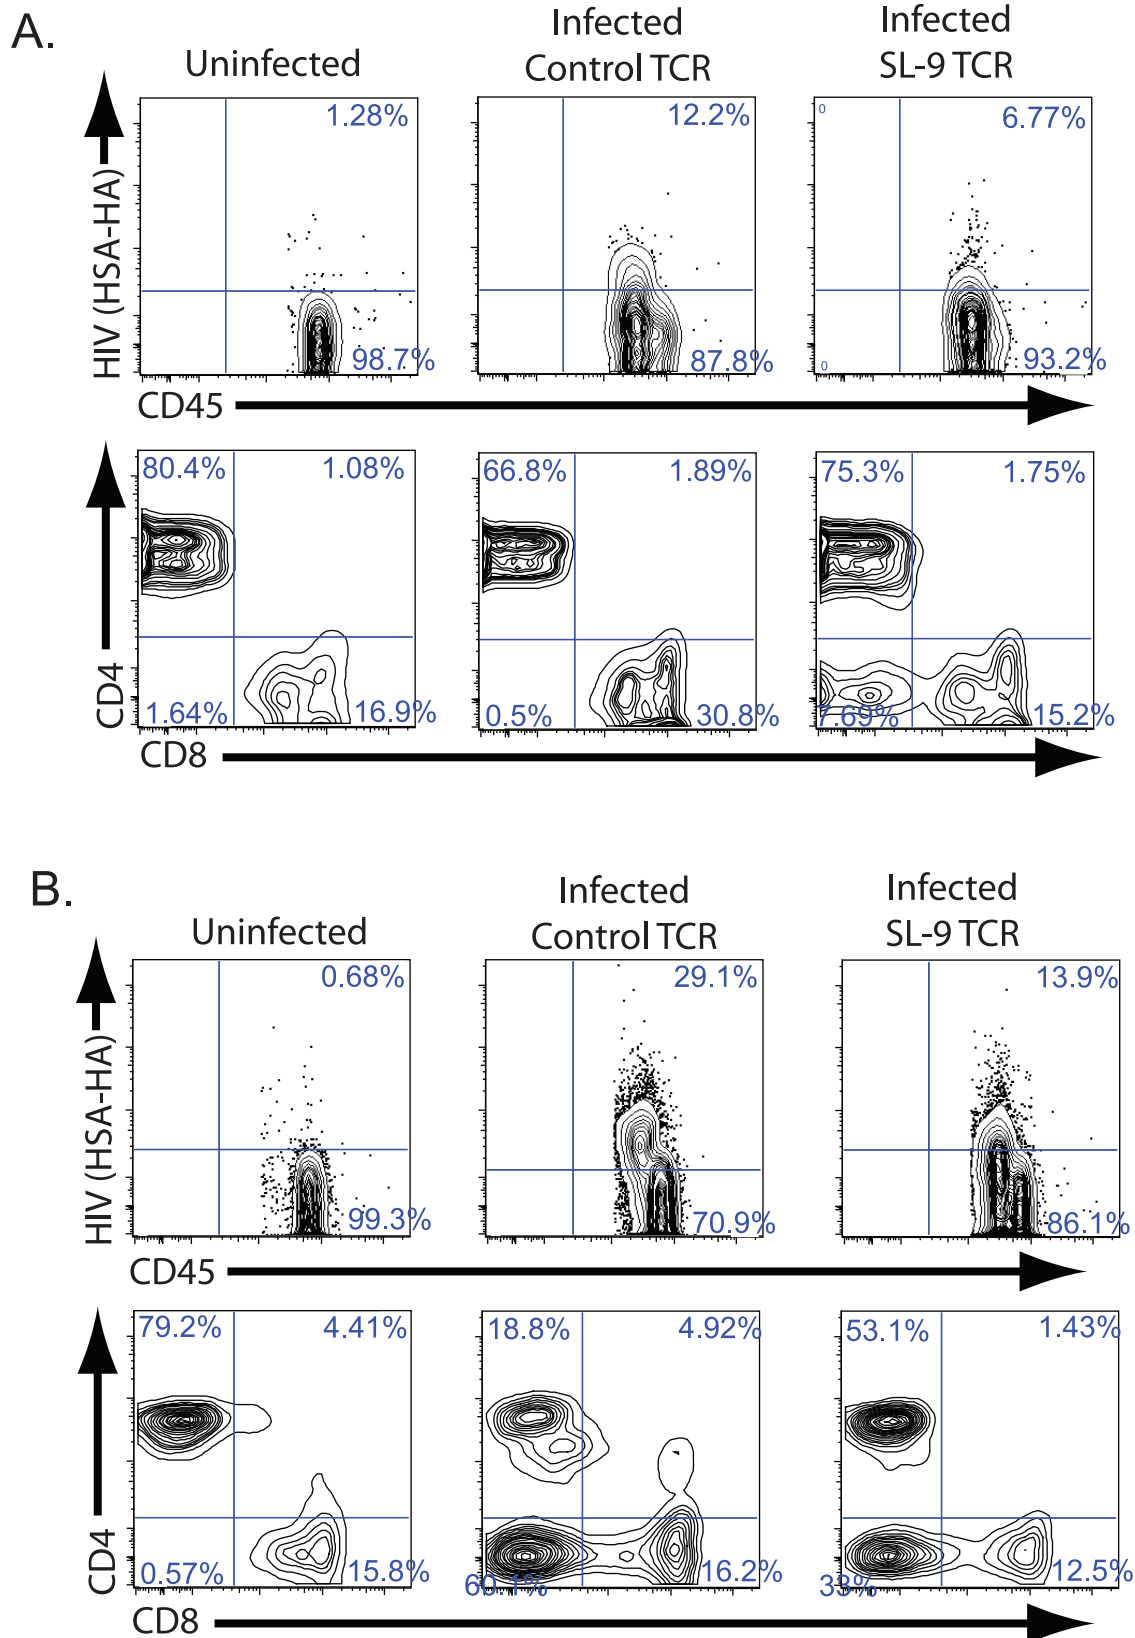 A.
Uninfected
Infected
Control TCR
Infected
SL-9 TCR
HIV (HSA-HA)
1.28%
98.7%
12.2%
87.8%
0
6.77%
0
93.2%
CD45
CD4
80.4%
1.08%
1.64%
16.9%
66.8%
1.89%
0.5%
30.8%
75.3%
1.75%
7.69%
15.2%
CD8
B.
Uninfected
Infected
Control TCR
Infected
SL-9 TCR
HIV (HSA-HA)
0.68%
99.3%
29.1%
70.9%
13.9%
86.1%
CD45
CD4
79.2%
4.41%
0.57%
15.8%
18.8%
4.92%
60.1%
16.2%
53.1%
1.43%
33%
12.5%
CD8